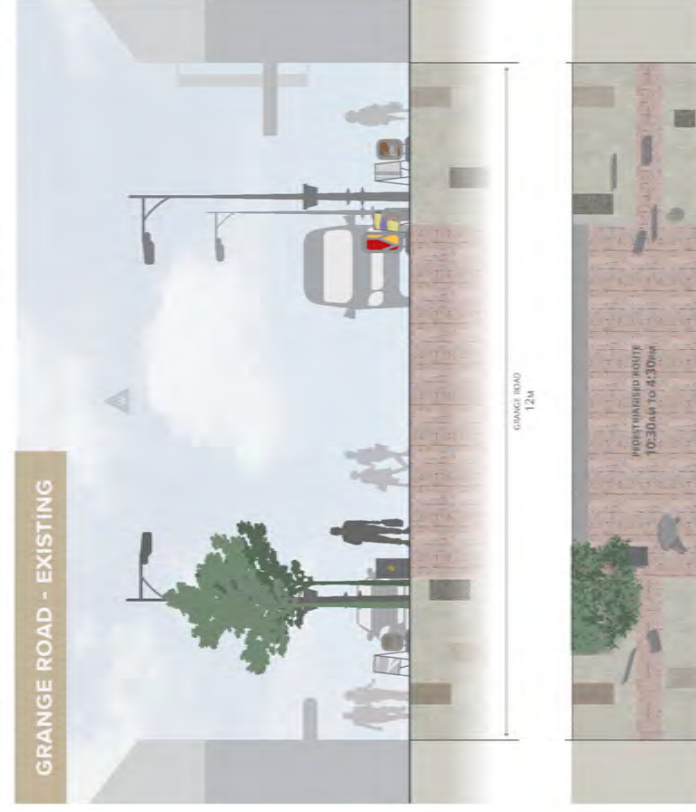 GRANGE ROAD - EXISTING
GRANGE ROAD
12M
PEDESTRIANISED ROUTE
10:30AM TO 4:30PM